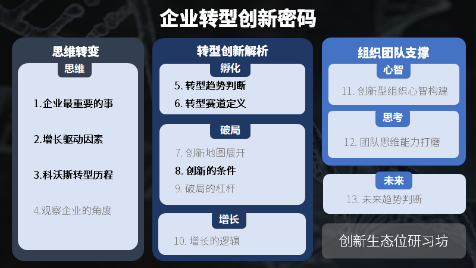 企业转型创新密码
思维转变
思维
1.企业最重要的事
2.增长驱动因素
3.科沃斯转型历程
4.观察企业的角度
转型创新解析
孵化
5. 转型趋势判断
6. 转型赛道定义
破局
7. 创新地图展开
8. 创新的条件
9. 破局的杠杆
增长
10. 增长的逻辑
组织团队支撑
心智
11. 创新型组织心智构建
思考
12. 团队思维能力打磨
未来
13. 未来趋势判断
创新生态位研习坊